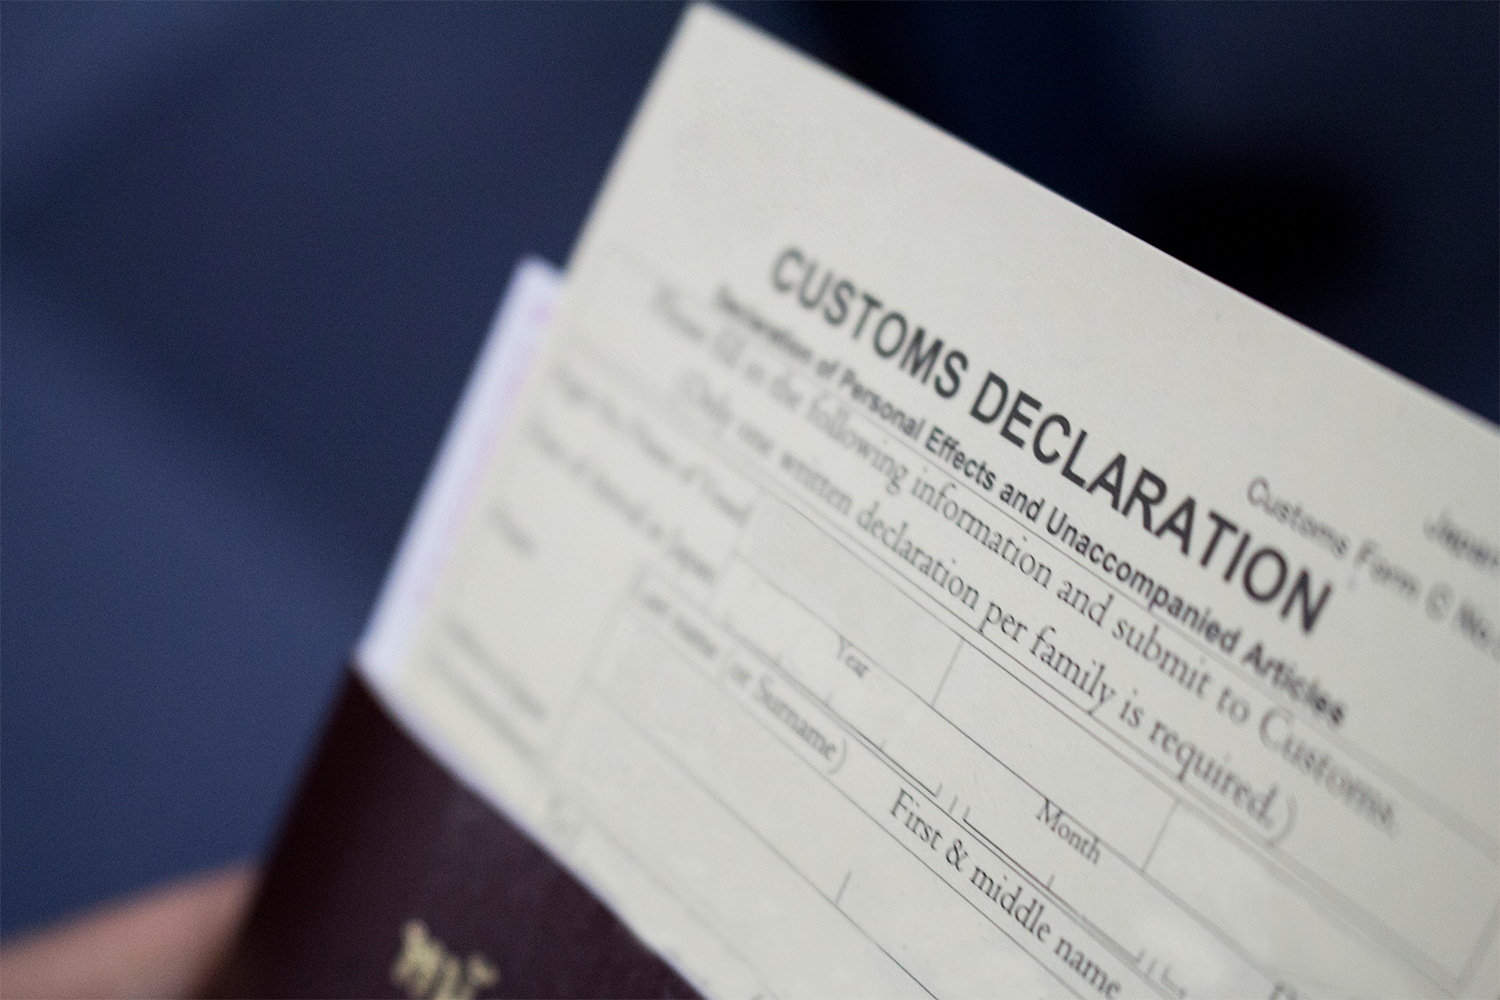 Japan
Customs Form C No.
CUSTOMS DECLARATION
Declaration of Personal Effects and Unaccompanied Articles
Please fill in the following information and submit to Customs.
(Only one written declaration per family is required.)
Year
Month
Last name (or Surname)
First & middle name